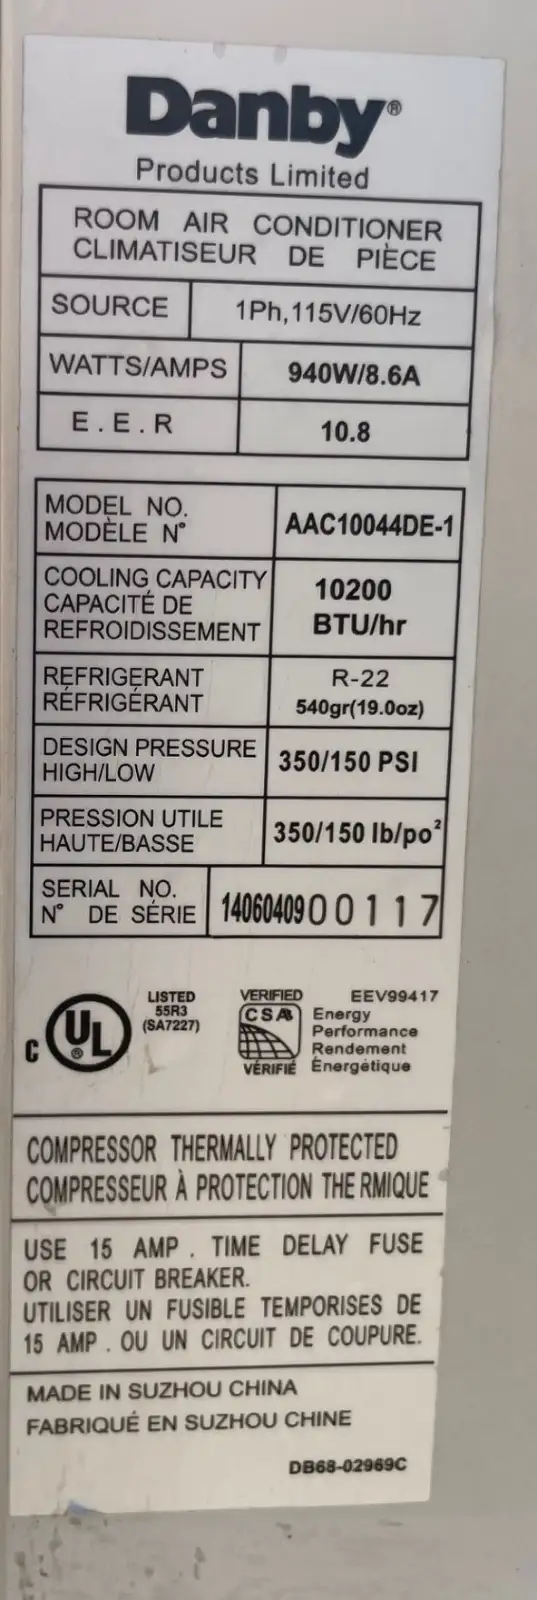 Danby®
Products Limited
ROOM AIR CONDITIONER
CLIMATISEUR DE PIÈCE
SOURCE 1Ph,115V/60Hz
WATTS/AMPS 940W/8.6A
E.E.R 10.8
MODEL NO.
MODÈLE N° AAC10044DE-1
COOLING CAPACITY
CAPACITÉ DE
REFROIDISSEMENT
10200
BTU/hr
REFRIGERANT
RÉFRIGÉRANT
R-22
540gr(19.0oz)
DESIGN PRESSURE
HIGH/LOW
350/150 PSI
PRESSION UTILE
HAUTE/BASSE
350/150 lb/po²
SERIAL NO.
N° DE SÉRIE
1406040900117
C UL®
LISTED
55R3
(SA7227)
VERIFIED
CSA
VÉRIFIÉ
EEV99417
Energy
Performance
Rendement
Énergétique
COMPRESSOR THERMALLY PROTECTED
COMPRESSEUR À PROTECTION THE RMIQUE
USE 15 AMP . TIME DELAY FUSE
OR CIRCUIT BREAKER.
UTILISER UN FUSIBLE TEMPORISES DE
15 AMP . OU UN CIRCUIT DE COUPURE.
MADE IN SUZHOU CHINA
FABRIQUÉ EN SUZHOU CHINE
DB68-02969C